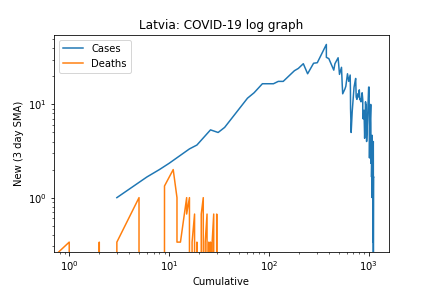 Latvia: COVID-19 log graph
Cases
Deaths
New (3 day SMA)
10¹
10⁰
10⁰
10¹
10²
10³
Cumulative